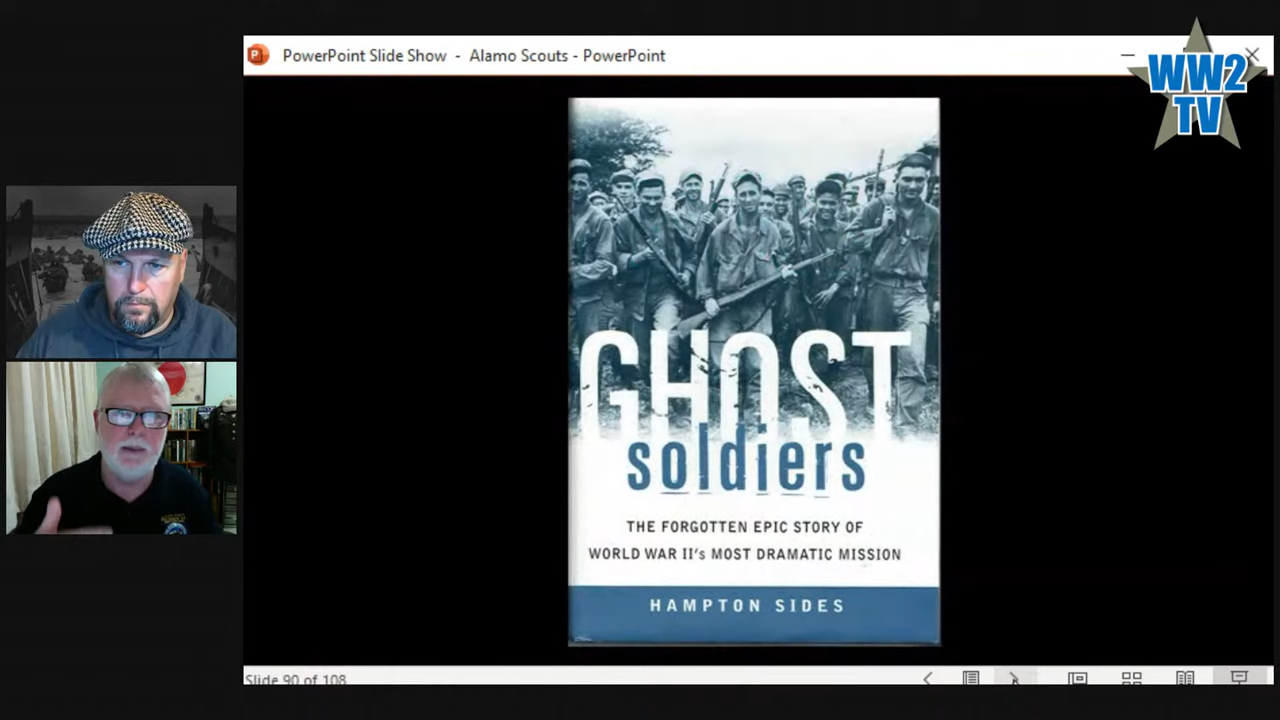 PowerPoint Slide Show - Alamo Scouts - PowerPoint
WW2
TV
GHOST
soldiers
THE FORGOTTEN EPIC STORY OF
WORLD WAR II's MOST DRAMATIC MISSION
HAMPTON SIDES
Slide 90 of 108